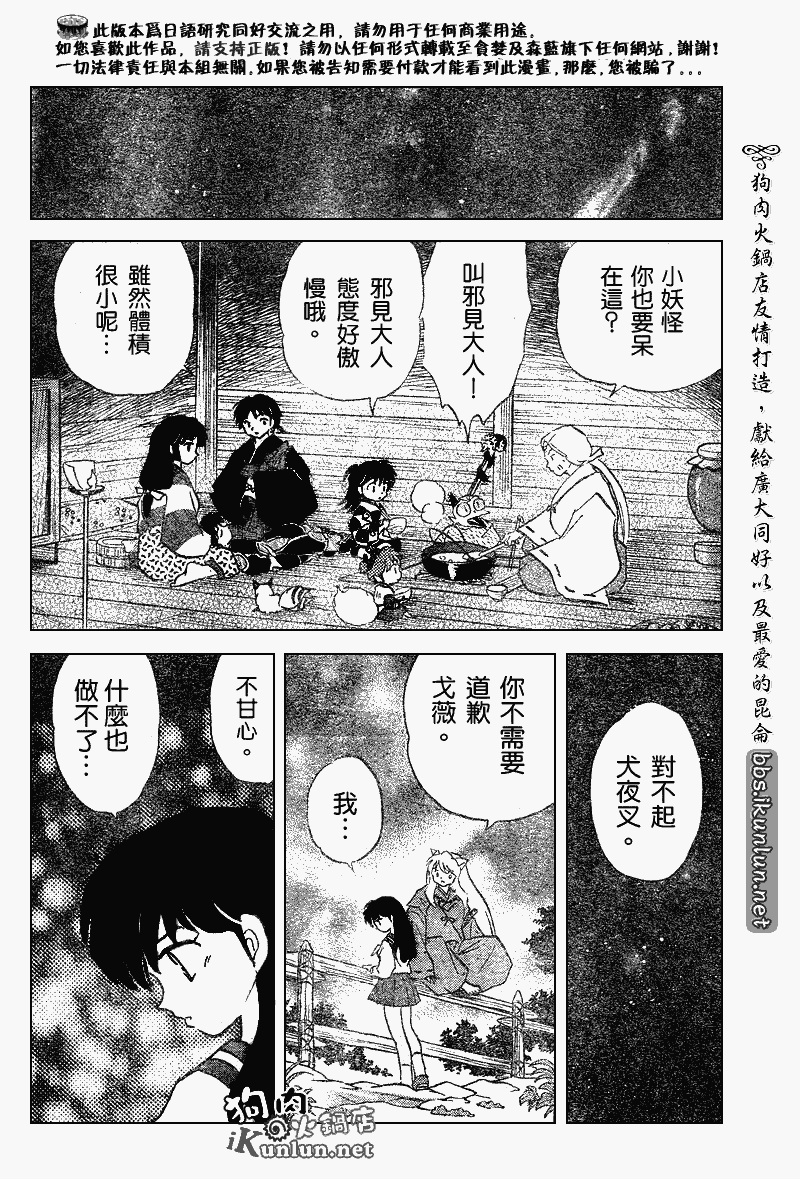 此版本爲日語研究同好交流之用，請勿用于任何商業用途。
如您喜歡此作品，請支持正版！請勿以任何形式轉載至貪婪及森藍旗下任何網站，謝謝！
一切法律責任與本組無關。如果您被告知需要付款才能看到此漫畫，那麼，您被騙了...
小妖怪
你也要呆
在這？
叫邪見大人！
邪見大人
態度好傲
慢哦。
雖然體積
很小呢…
對不起
犬夜叉。
你不需要
道歉
戈薇。
我…
不甘心。
什麼也
做不了…
狗肉火鍋店友情打造，獻給廣大同好以及最愛的昆侖
bbs.ikunlun.net
狗肉
火鍋店
iKunlun.net